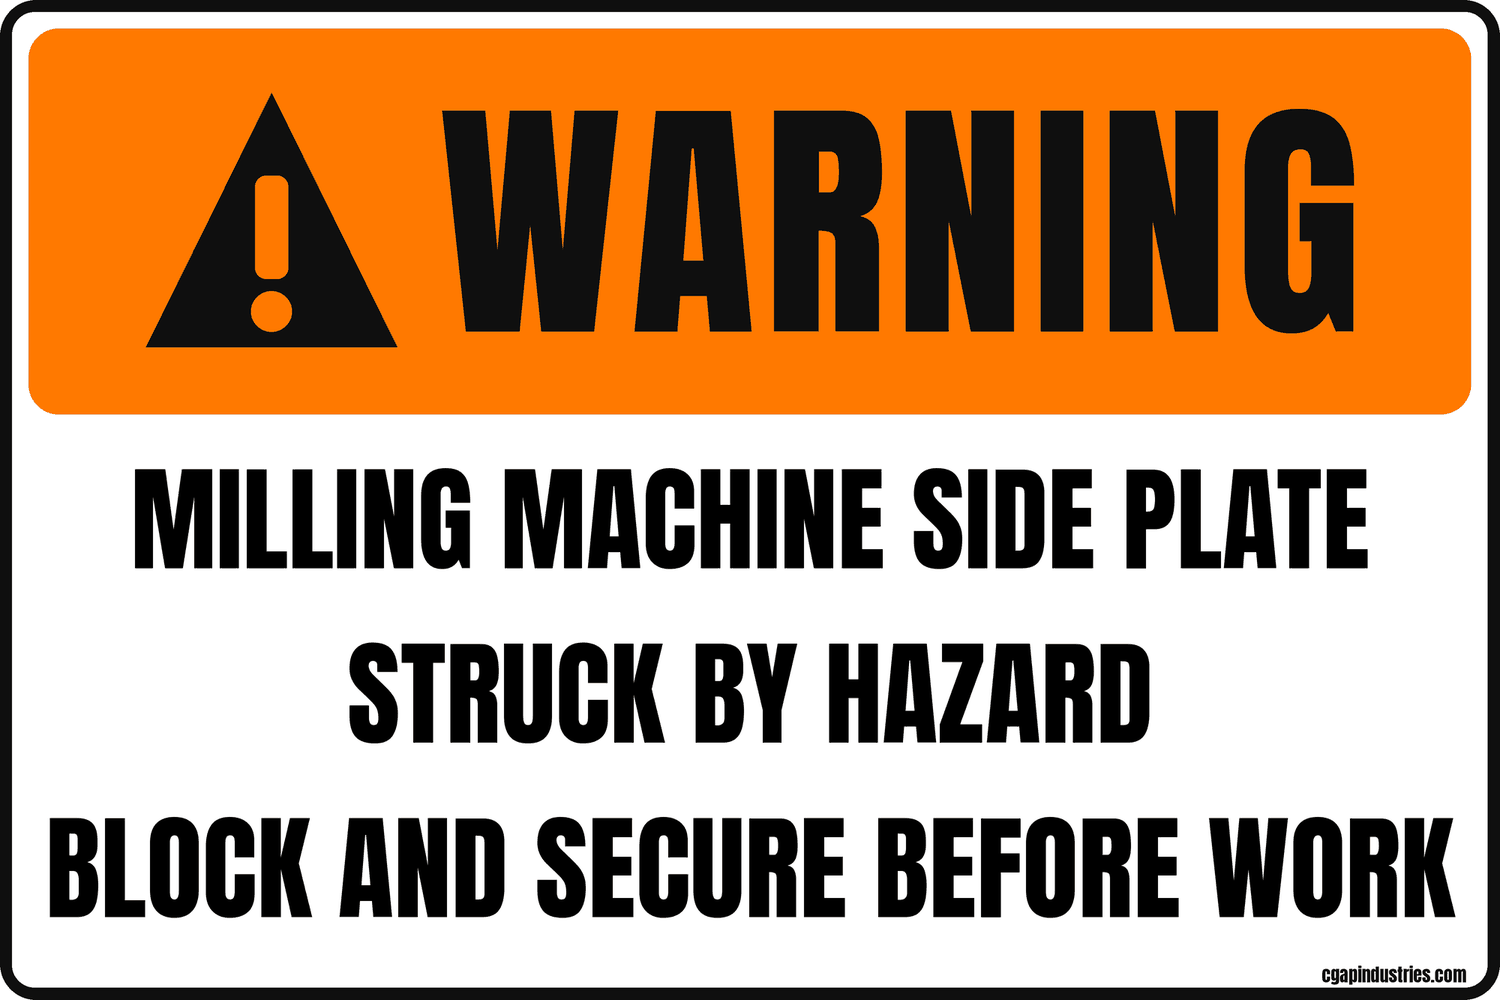 WARNING
MILLING MACHINE SIDE PLATE
STRUCK BY HAZARD
BLOCK AND SECURE BEFORE WORK
cgapindustries.com